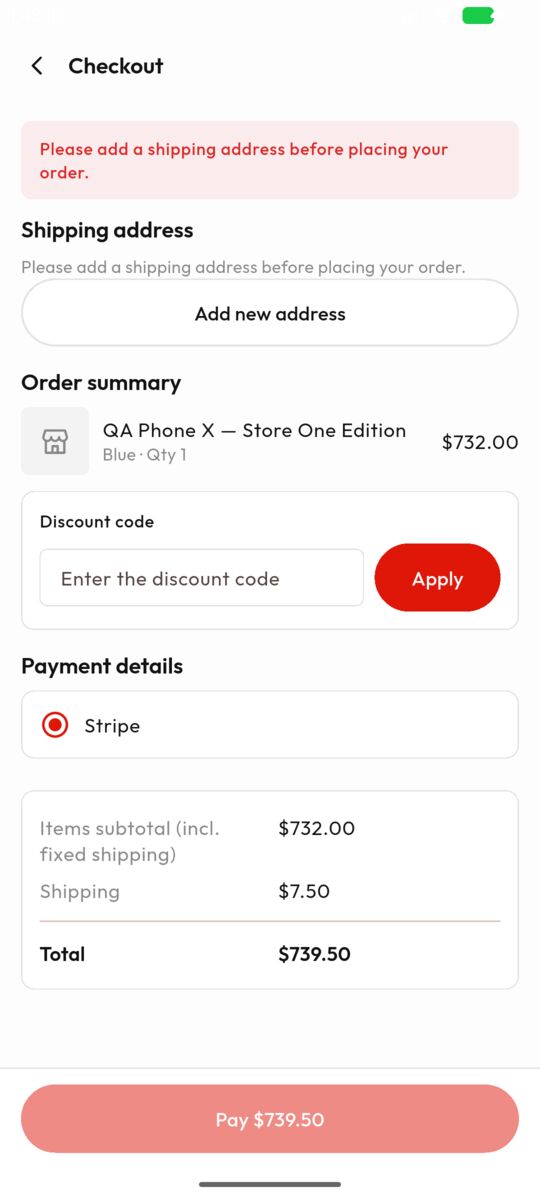 Checkout
Please add a shipping address before placing your
order.
Shipping address
Please add a shipping address before placing your order.
Add new address
Order summary
QA Phone X — Store One Edition
$732.00
Blue · Qty 1
Discount code
Enter the discount code
Apply
Payment details
Stripe
Items subtotal (incl.
fixed shipping)
$732.00
Shipping
$7.50
Total
$739.50
Pay $739.50